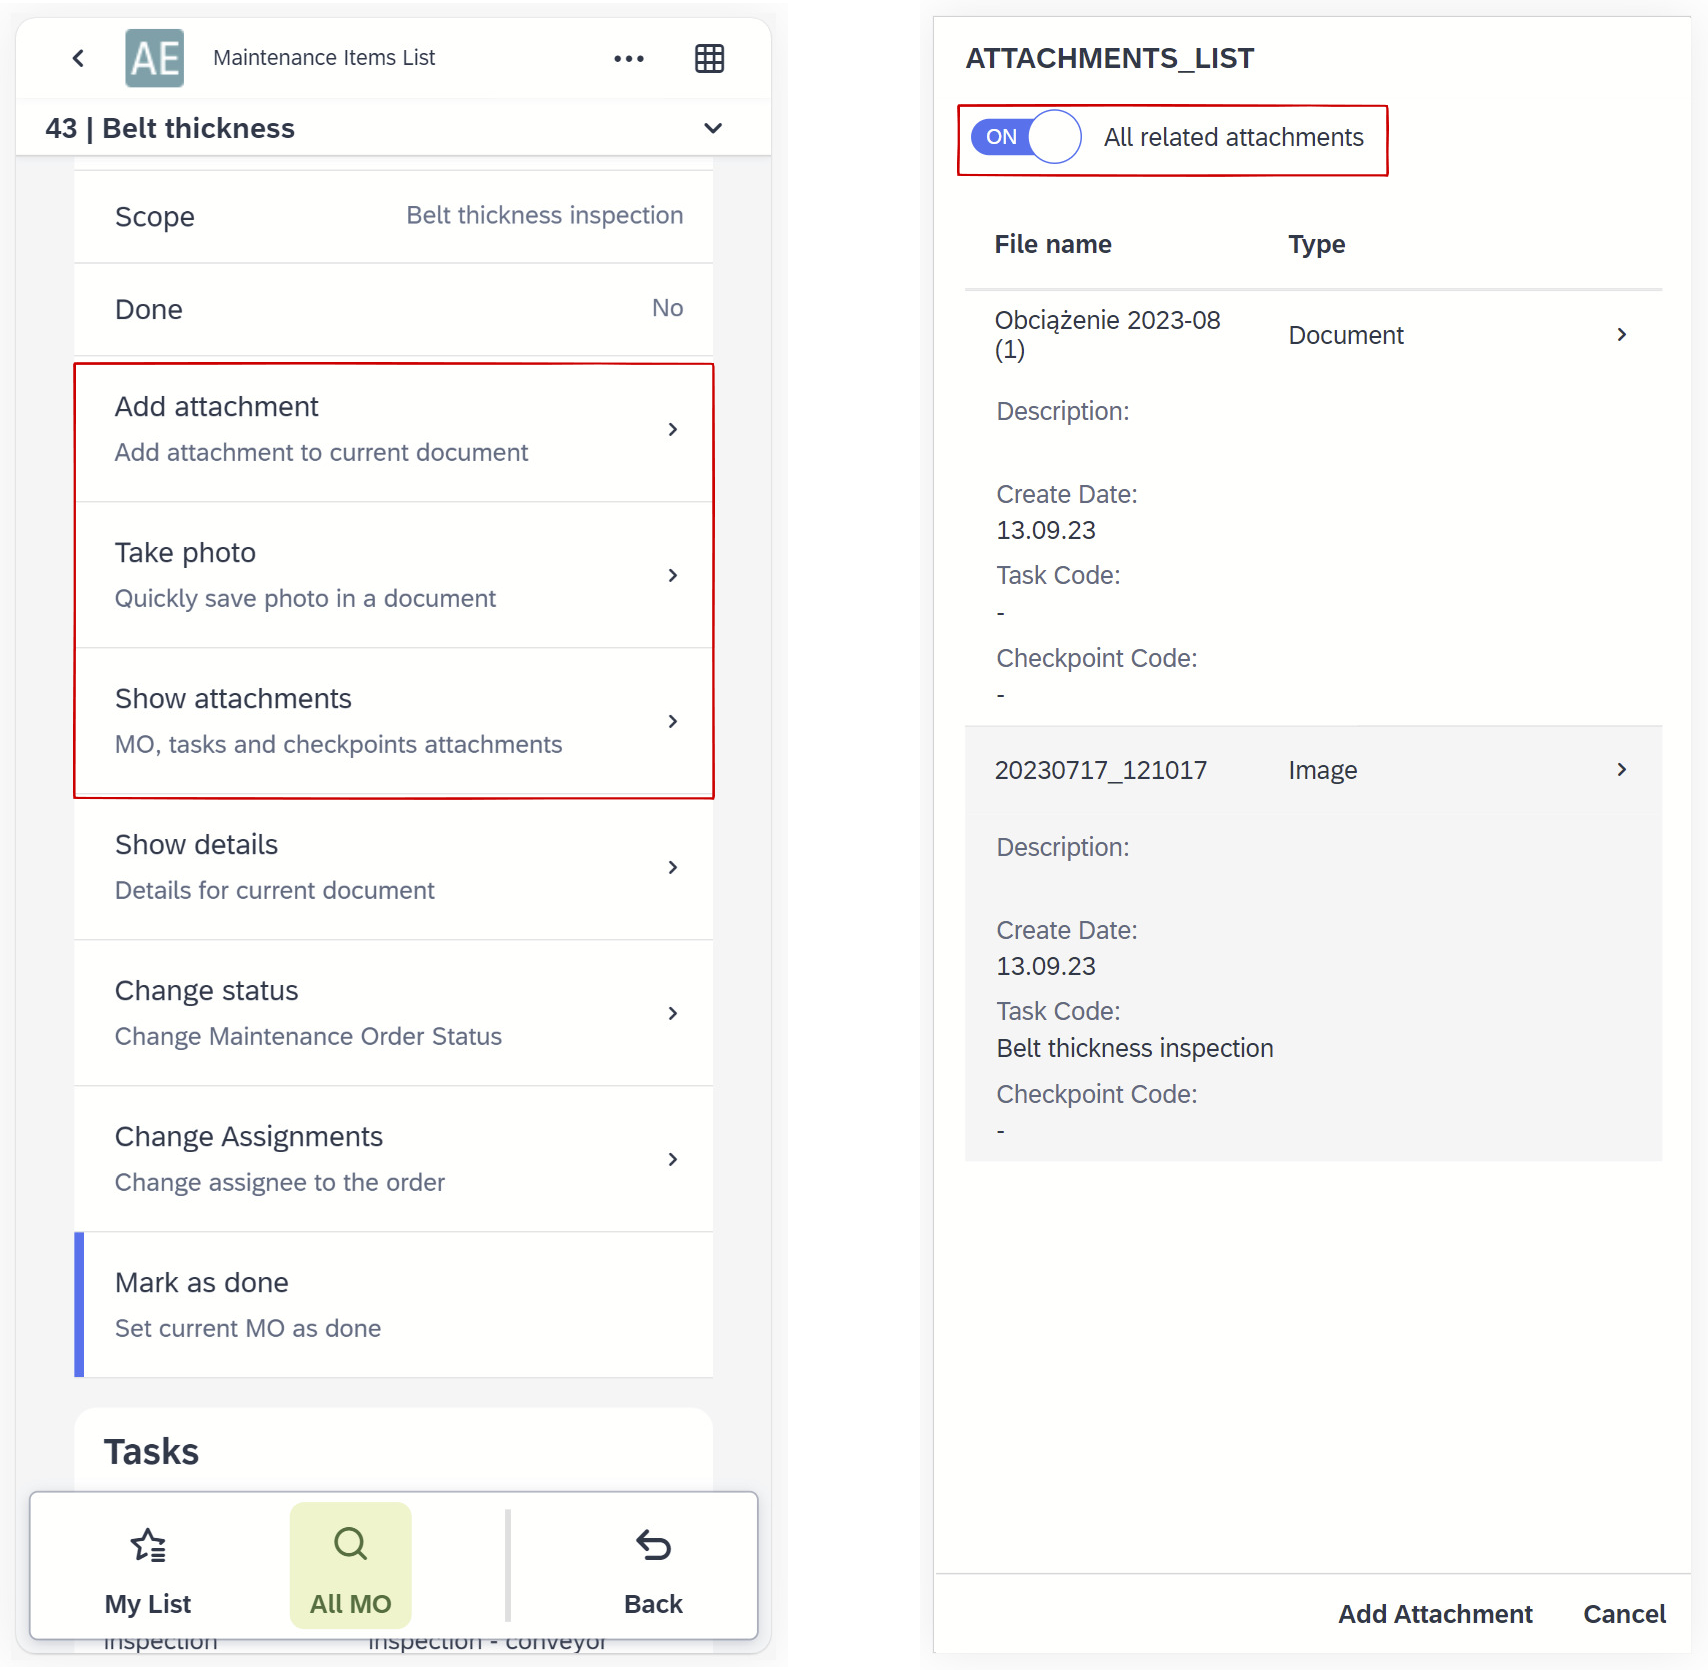 AE
Maintenance Items List
43 | Belt thickness
Scope
Belt thickness inspection
Done
No
Add attachment
Add attachment to current document
Take photo
Quickly save photo in a document
Show attachments
MO, tasks and checkpoints attachments
Show details
Details for current document
Change status
Change Maintenance Order Status
Change Assignments
Change assignee to the order
Mark as done
Set current MO as done
Tasks
My List
All MO
Back
inspection
inspection - conveyor
ATTACHMENTS_LIST
ON
All related attachments
File name
Type
Obciążenie 2023-08
(1)
Document
Description:
Create Date:
13.09.23
Task Code:
-
Checkpoint Code:
-
20230717_121017
Image
Description:
Create Date:
13.09.23
Task Code:
Belt thickness inspection
Checkpoint Code:
-
Add Attachment
Cancel